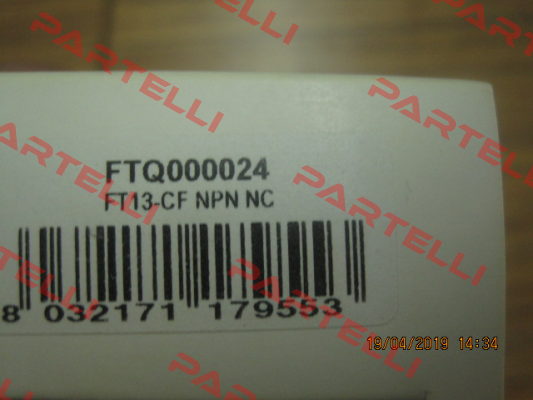 PARTELLI
PARTELLI
PARTELLI
FTQ000024
FT13-CF NPN NC
PARTELLI
8 032171 179553
19/04/2019 14:34
PARTELLI
PARTELLI